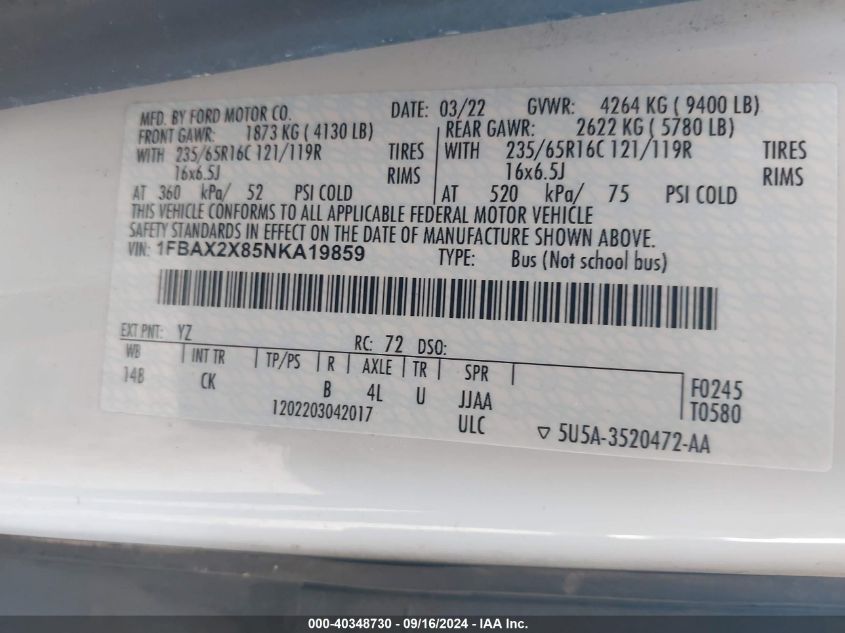 MFD. BY FORD MOTOR CO. DATE: 03/22 GVWR: 4264 KG ( 9400 LB)
FRONT GAWR: 1873 KG ( 4130 LB) REAR GAWR: 2622 KG ( 5780 LB)
WITH 235/65R16C 121/119R TIRES WITH 235/65R16C 121/119R TIRES
16x6.5J RIMS 16x6.5J RIMS
AT 360 kPa/ 52 PSI COLD AT 520 kPa/ 75 PSI COLD
THIS VEHICLE CONFORMS TO ALL APPLICABLE FEDERAL MOTOR VEHICLE
SAFETY STANDARDS IN EFFECT ON THE DATE OF MANUFACTURE SHOWN ABOVE.
VIN: 1FBAX2X85NKA19859 TYPE: Bus (Not school bus)
EXT PNT: YZ RC: 72 DSO:
WB INT TR TP/PS R AXLE TR SPR
14B CK B 4L U JJAA F0245
1202203042017 ULC T0580
▽ 5U5A-3520472-AA
000-40348730 - 09/16/2024 - IAA Inc.